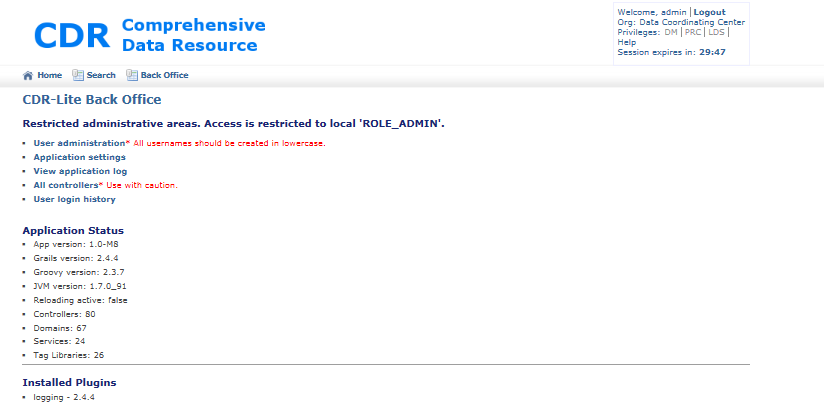 CDR Comprehensive
Data Resource
Welcome, admin | Logout
Org: Data Coordinating Center
Privileges: DM | PRC | LDS |
Help
Session expires in: 29:47
Home Search Back Office
CDR-Lite Back Office
Restricted administrative areas. Access is restricted to local 'ROLE_ADMIN'.
User administration* All usernames should be created in lowercase.
Application settings
View application log
All controllers* Use with caution.
User login history
Application Status
App version: 1.0-M8
Grails version: 2.4.4
Groovy version: 2.3.7
JVM version: 1.7.0_91
Reloading active: false
Controllers: 80
Domains: 67
Services: 24
Tag Libraries: 26
Installed Plugins
logging - 2.4.4